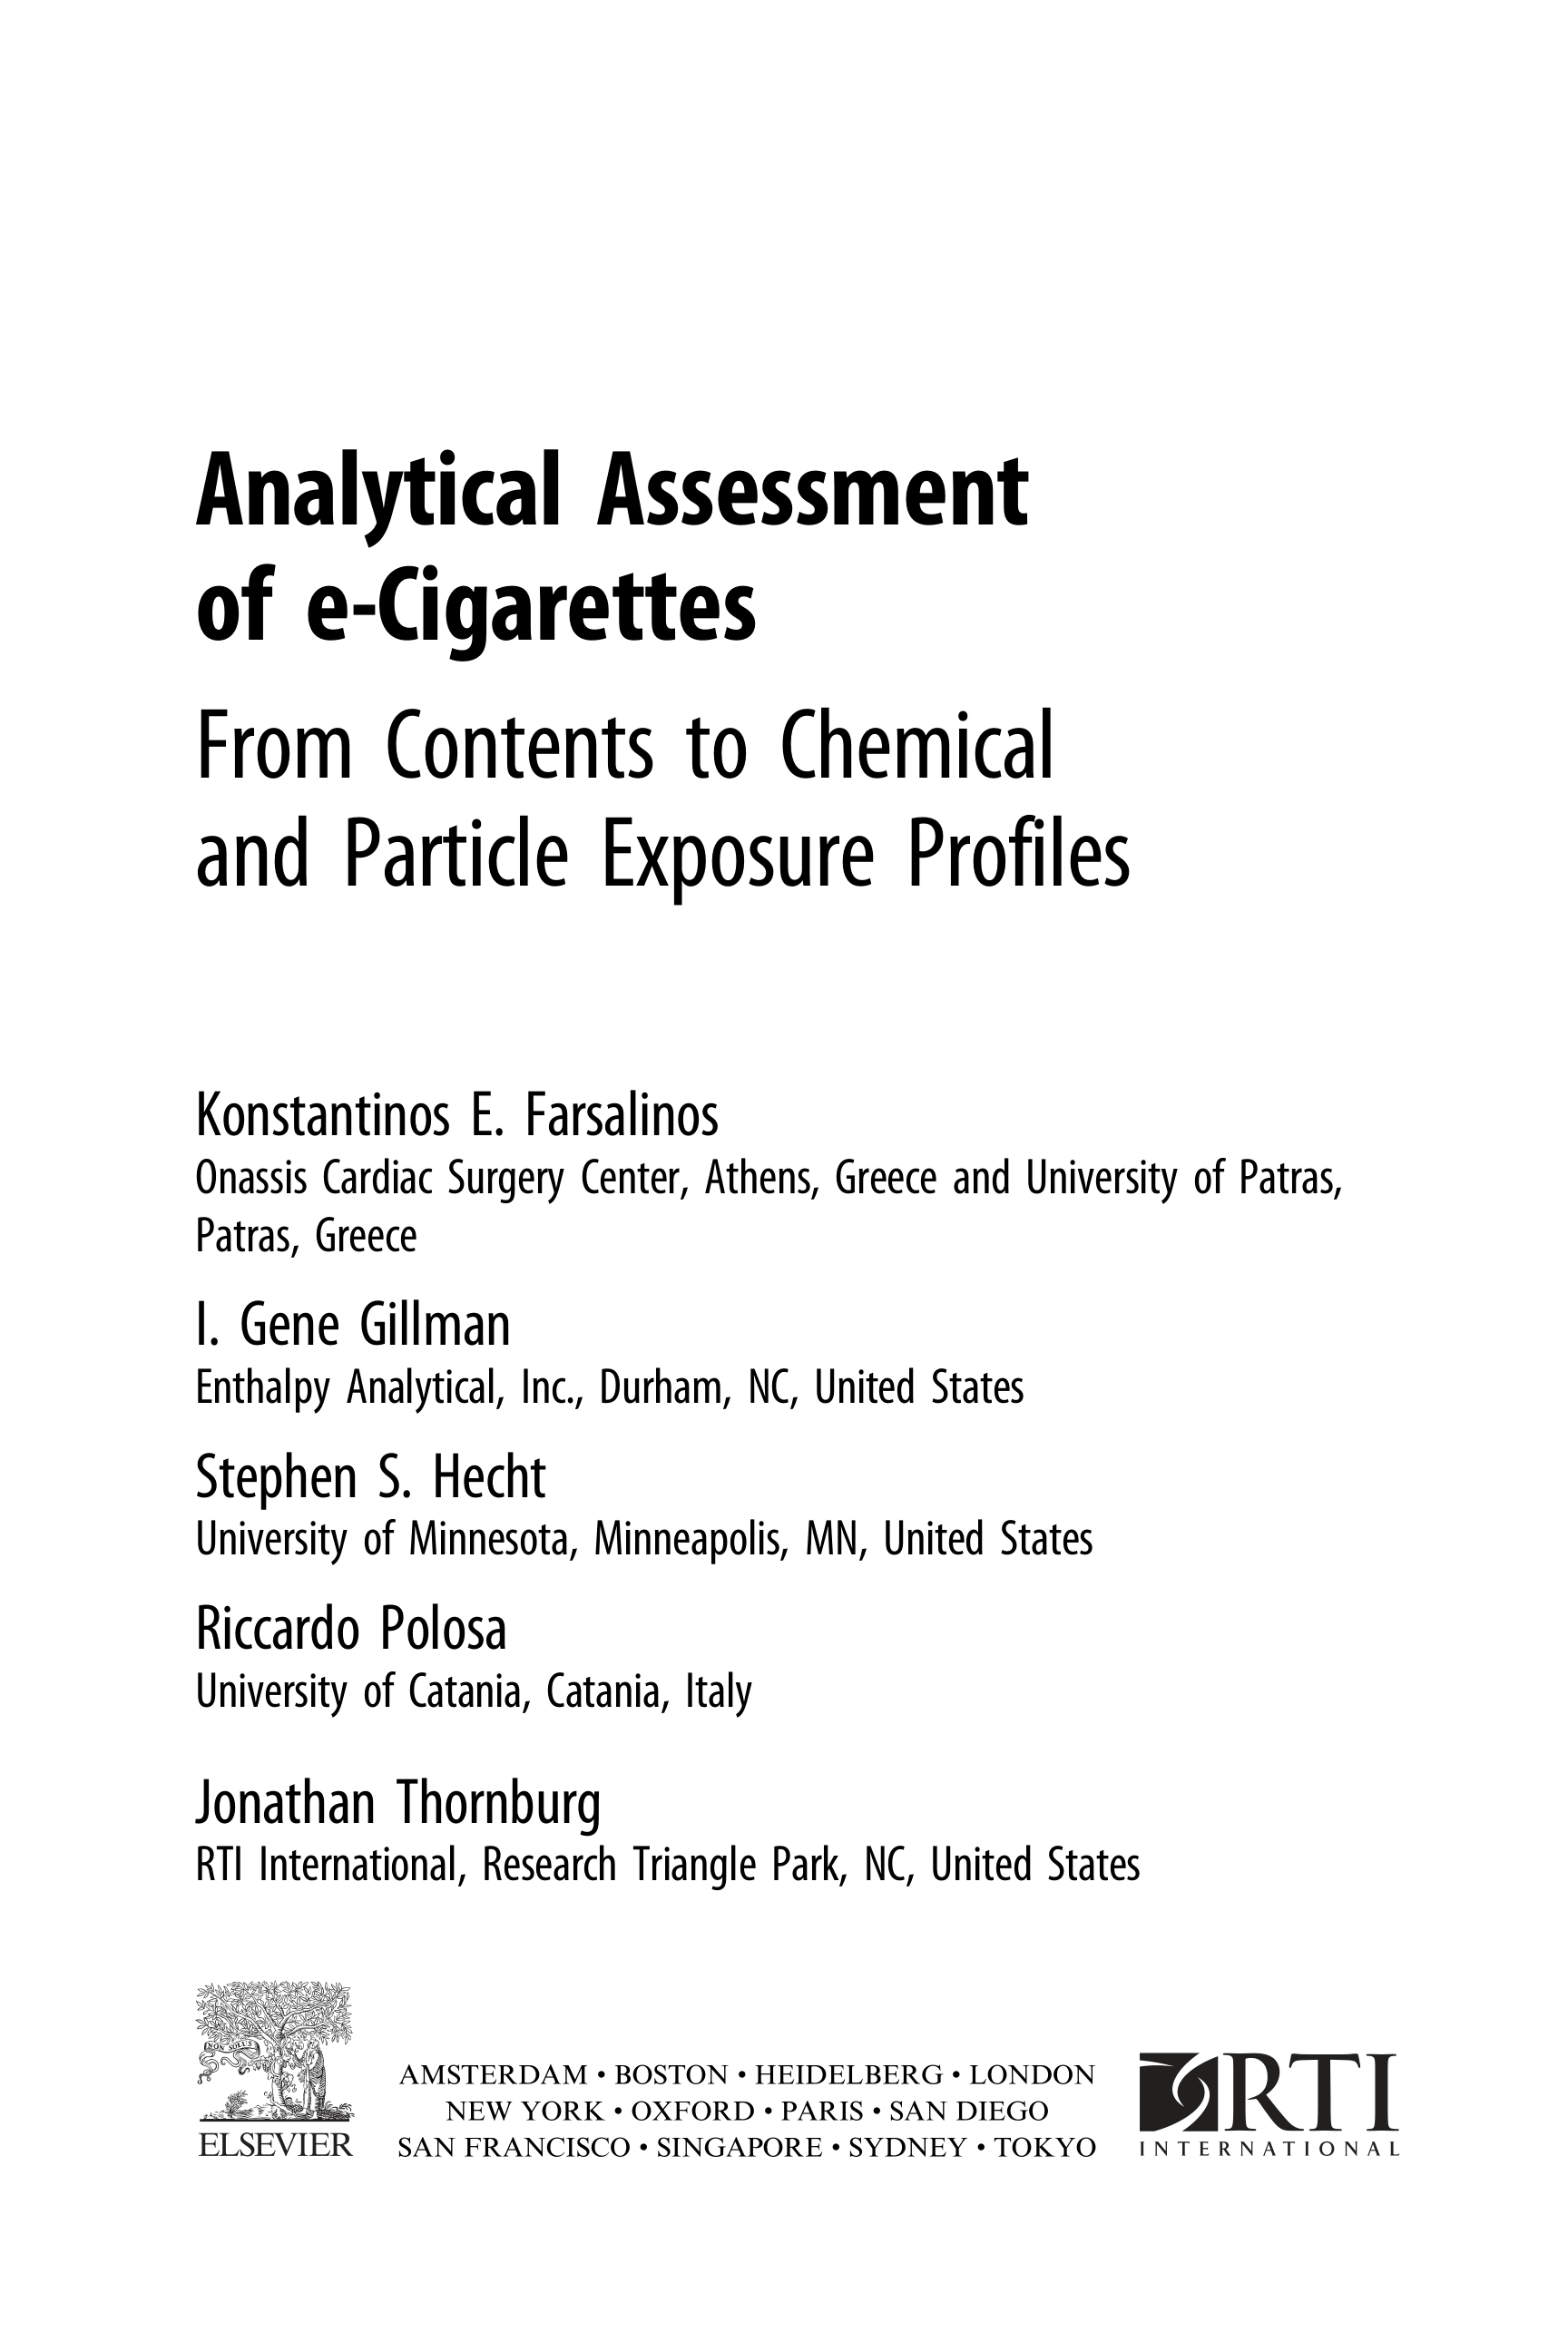 Analytical Assessment
of e-Cigarettes
From Contents to Chemical
and Particle Exposure Profiles
Konstantinos E. Farsalinos
Onassis Cardiac Surgery Center, Athens, Greece and University of Patras,
Patras, Greece
I. Gene Gillman
Enthalpy Analytical, Inc., Durham, NC, United States
Stephen S. Hecht
University of Minnesota, Minneapolis, MN, United States
Riccardo Polosa
University of Catania, Catania, Italy
Jonathan Thornburg
RTI International, Research Triangle Park, NC, United States
NON SOLUS
ELSEVIER
AMSTERDAM • BOSTON • HEIDELBERG • LONDON
NEW YORK • OXFORD • PARIS • SAN DIEGO
SAN FRANCISCO • SINGAPORE • SYDNEY • TOKYO
RTI
INTERNATIONAL